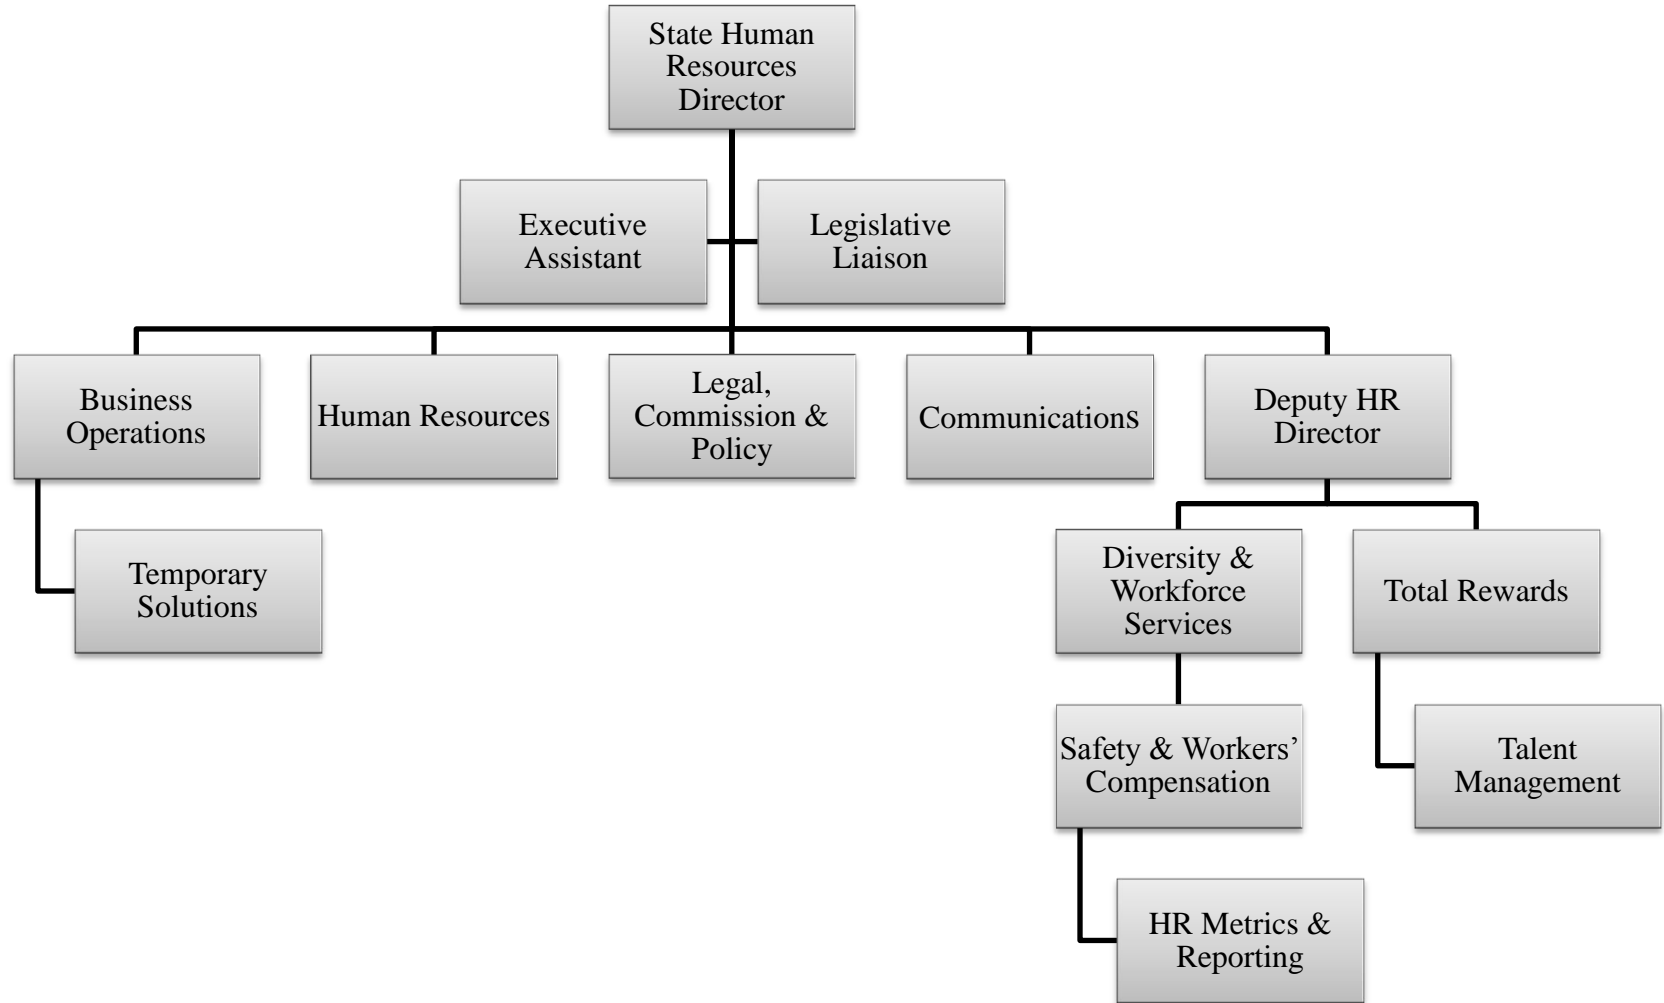 State Human
Resources
Director
Executive
Assistant
Legislative
Liaison
Business
Operations
Human Resources
Legal,
Commission &
Policy
Communications
Deputy HR
Director
Temporary
Solutions
Diversity &
Workforce
Services
Total Rewards
Safety & Workers’
Compensation
Talent
Management
HR Metrics &
Reporting